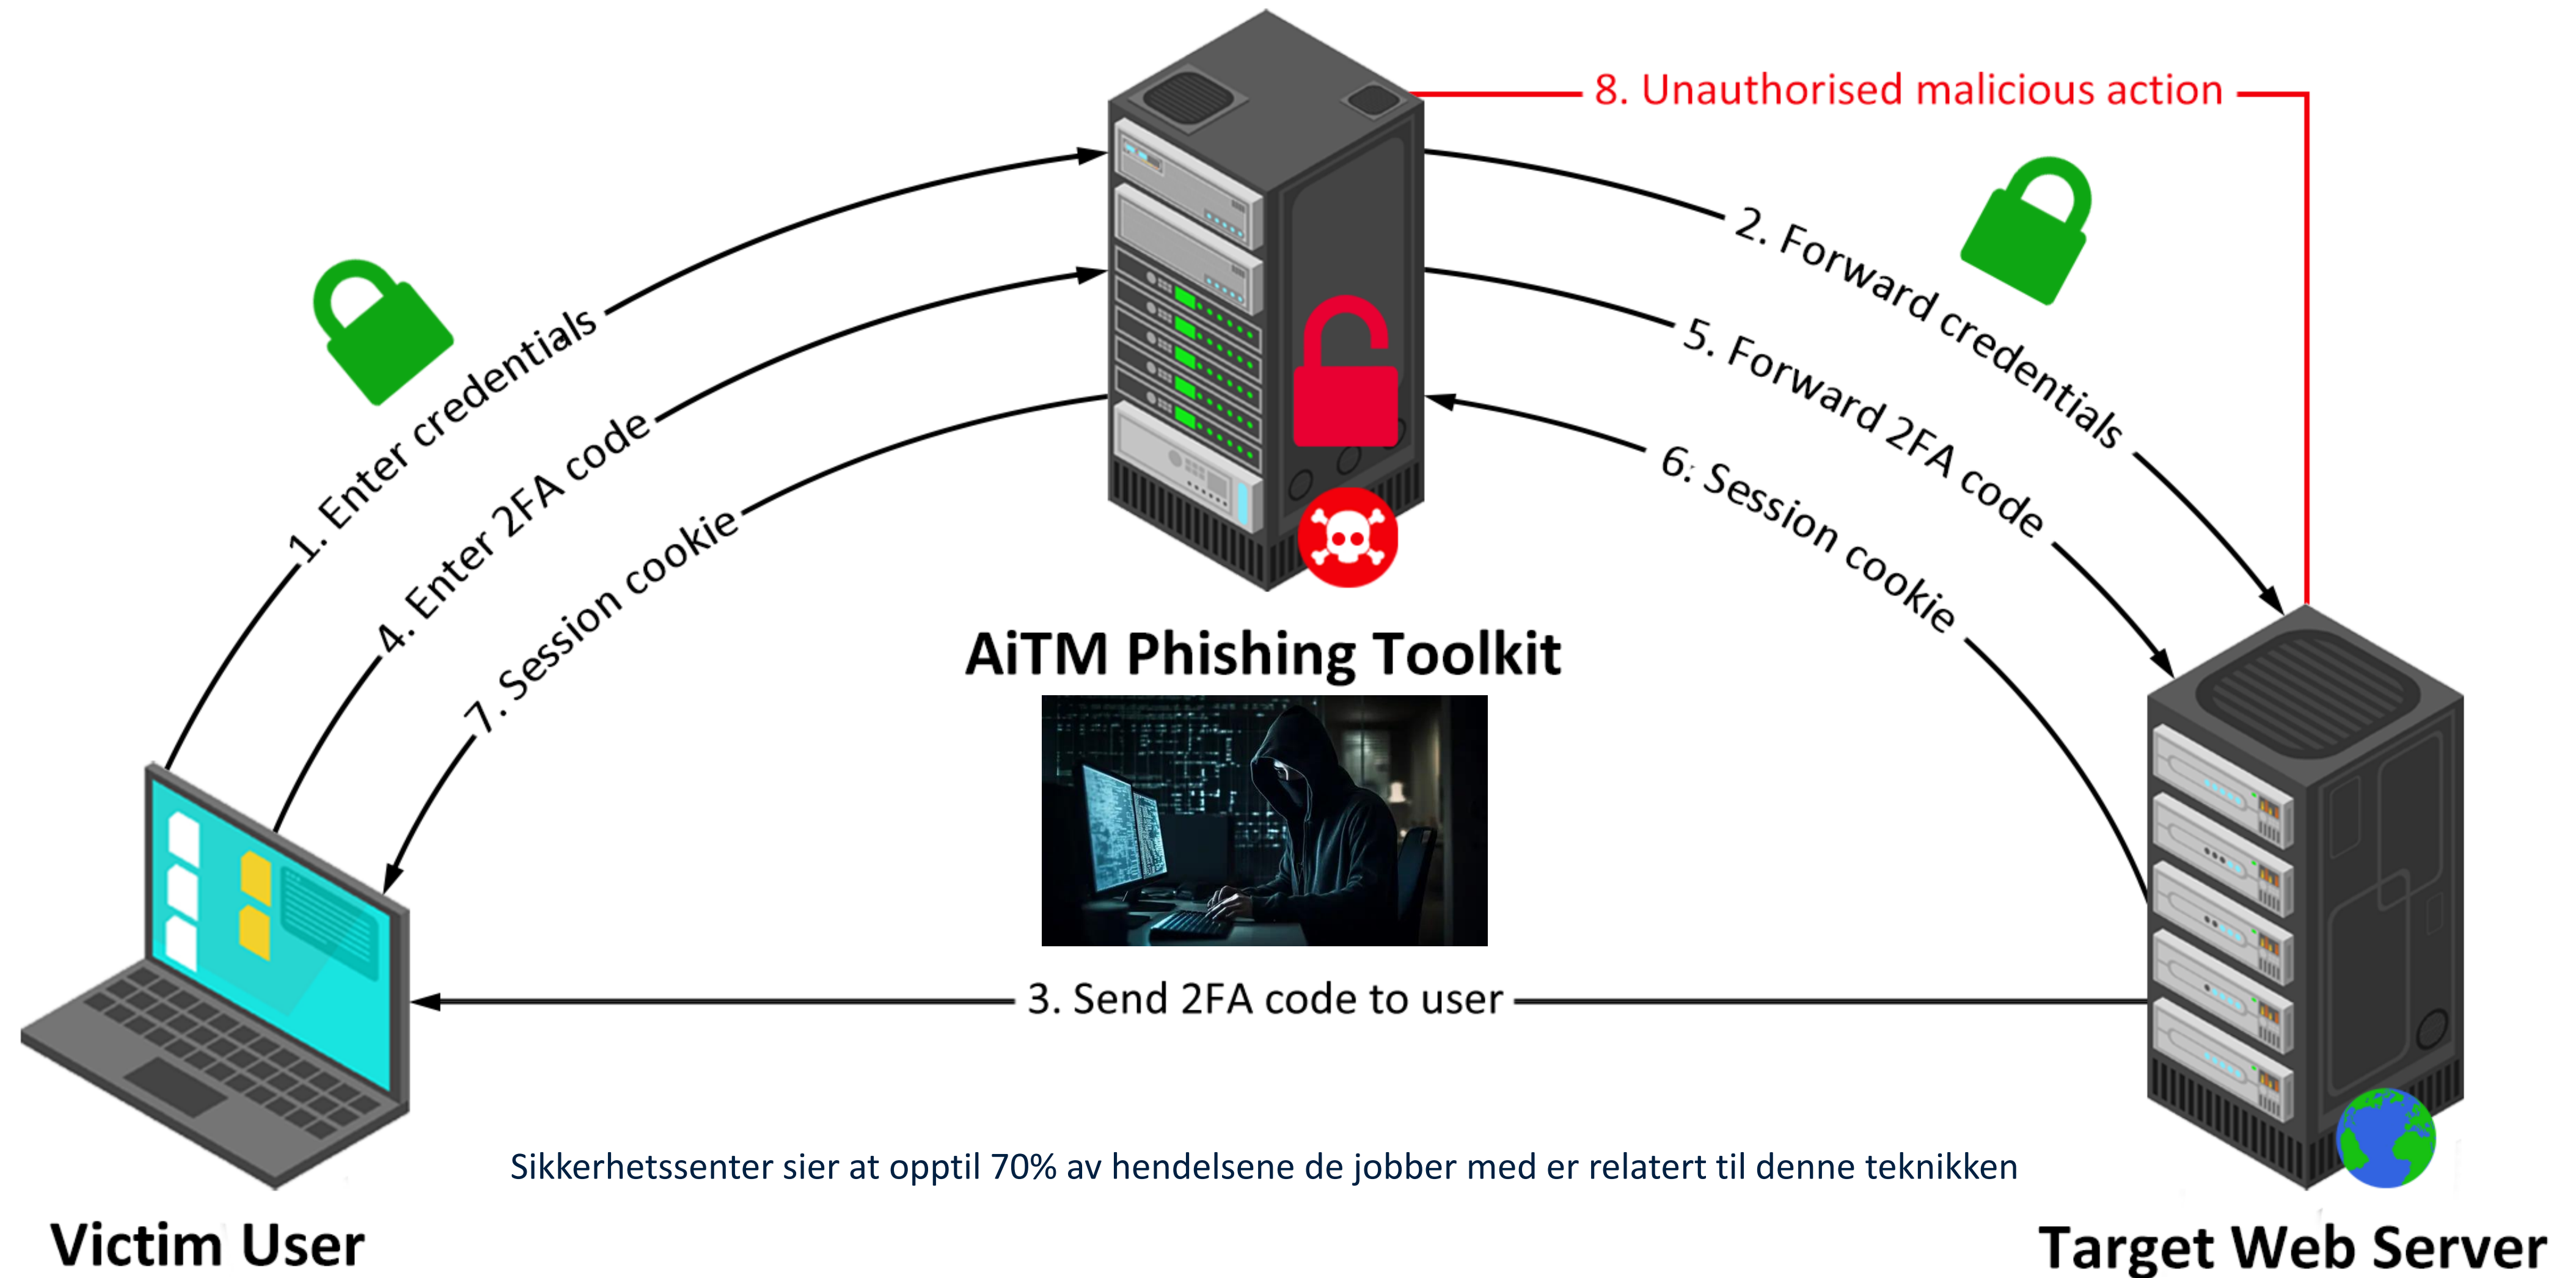 8. Unauthorised malicious action
1. Enter credentials
2. Forward credentials
4. Enter 2FA code
5. Forward 2FA code
7. Session cookie
6. Session cookie
AiTM Phishing Toolkit
3. Send 2FA code to user
Sikkerhetssenter sier at opptil 70% av hendelsene de jobber med er relatert til denne teknikken
Victim User
Target Web Server